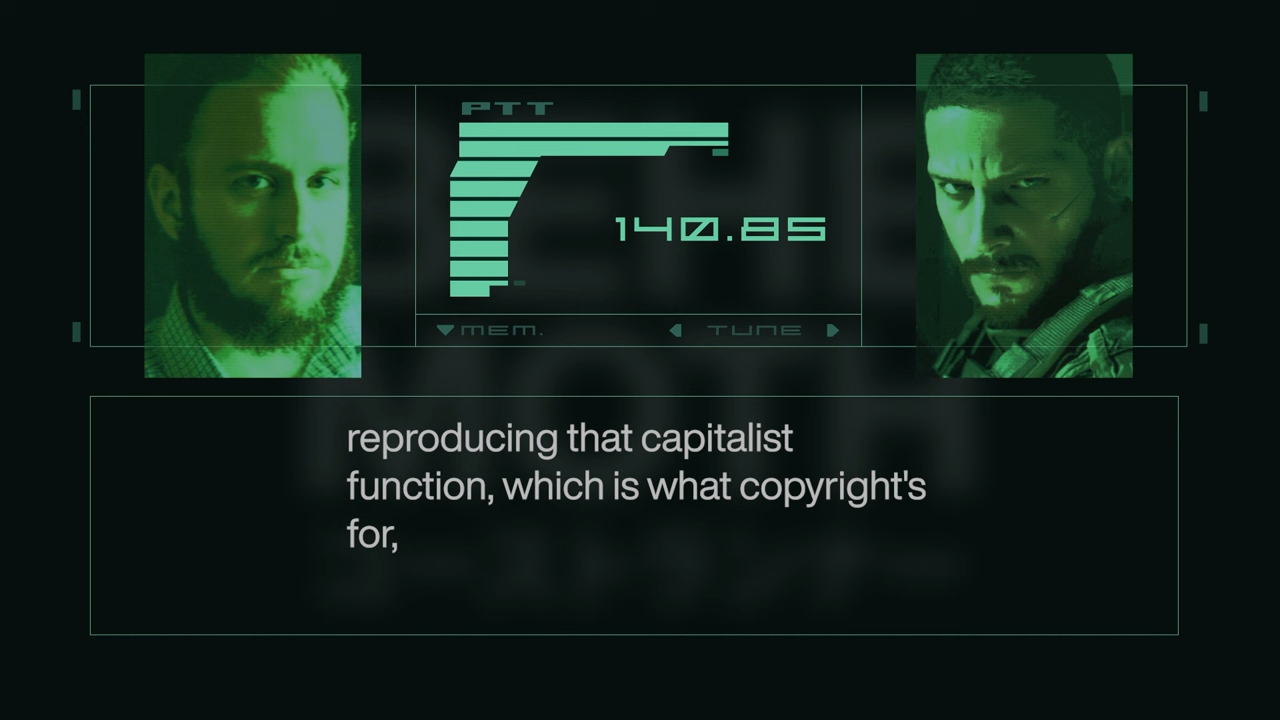 PTT
140.85
MEM.
TUNE
reproducing that capitalist
function, which is what copyright's
for,